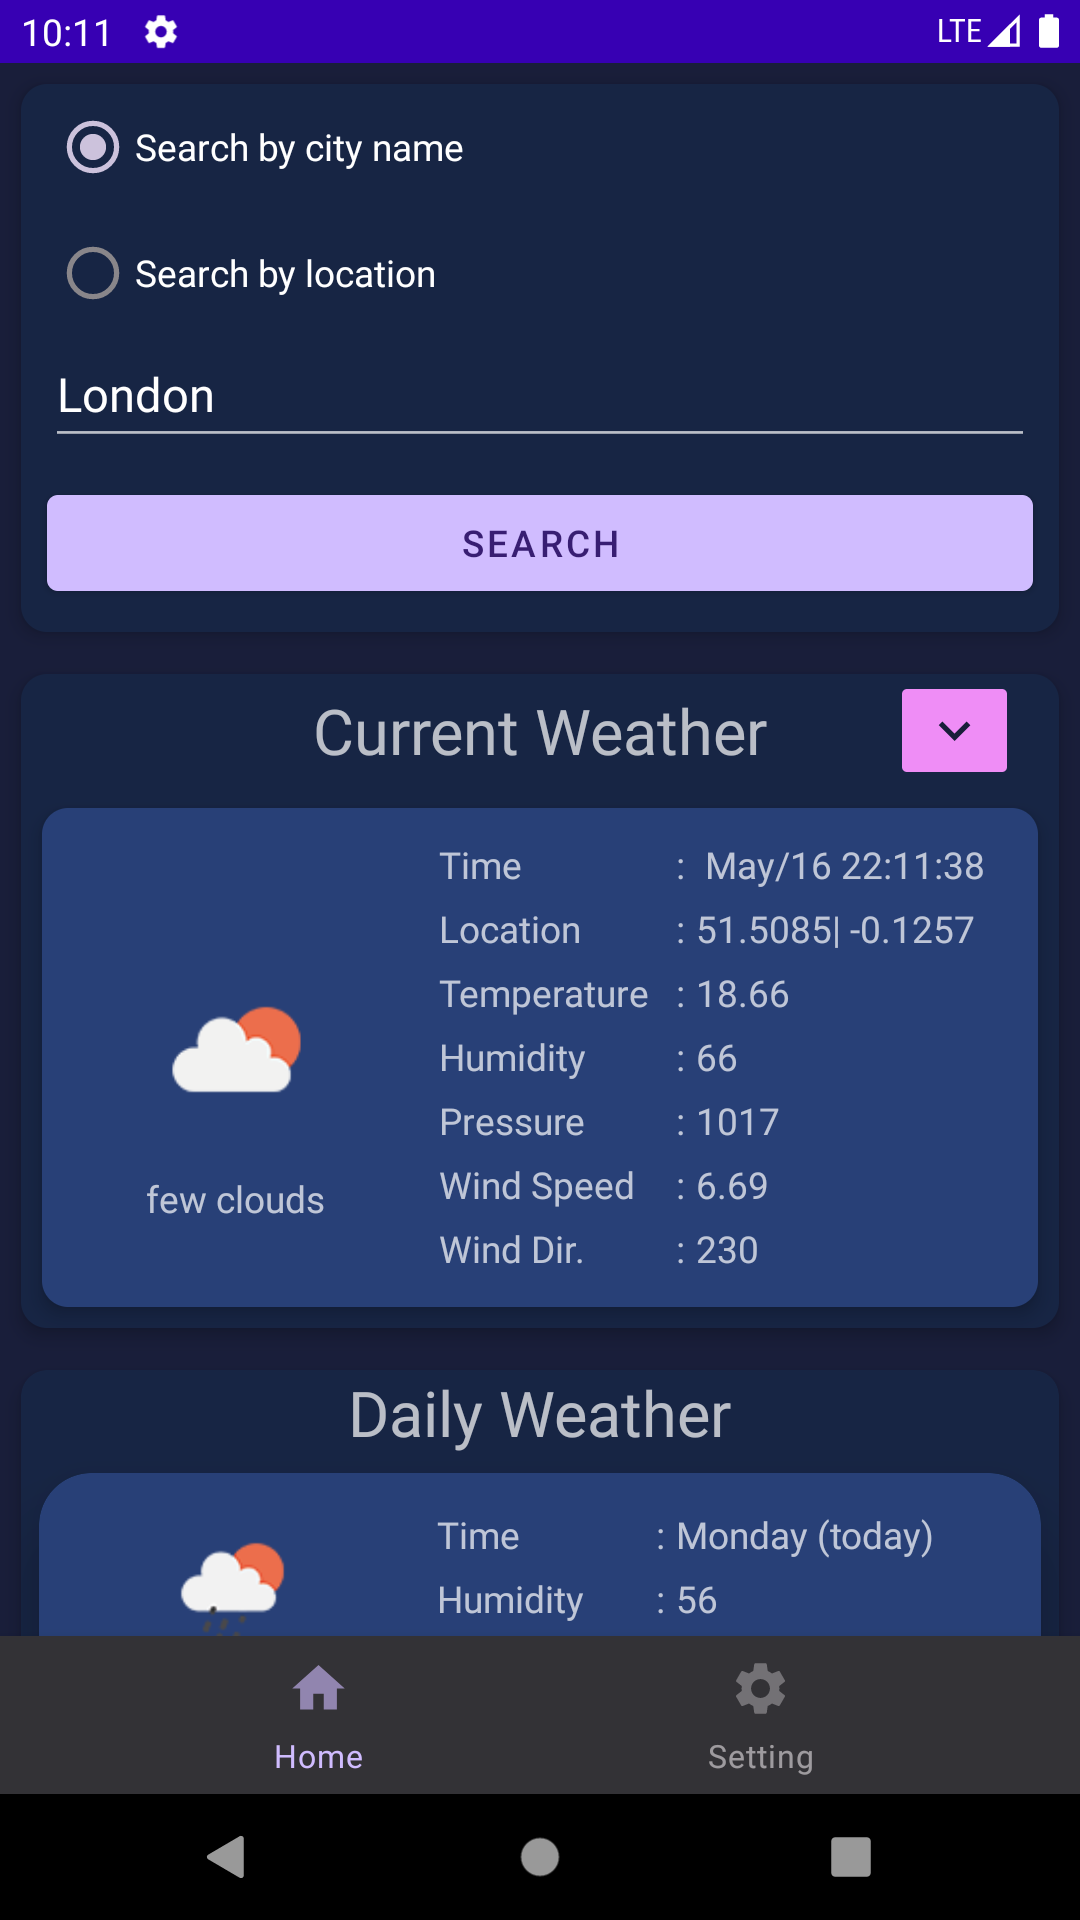 10:11 LTE
Search by city name
Search by location
London
SEARCH
Current Weather
Time : May/16 22:11:38
Location : 51.5085| -0.1257
Temperature : 18.66
Humidity : 66
Pressure : 1017
Wind Speed : 6.69
Wind Dir. : 230
few clouds
Daily Weather
Time : Monday (today)
Humidity : 56
Home Setting